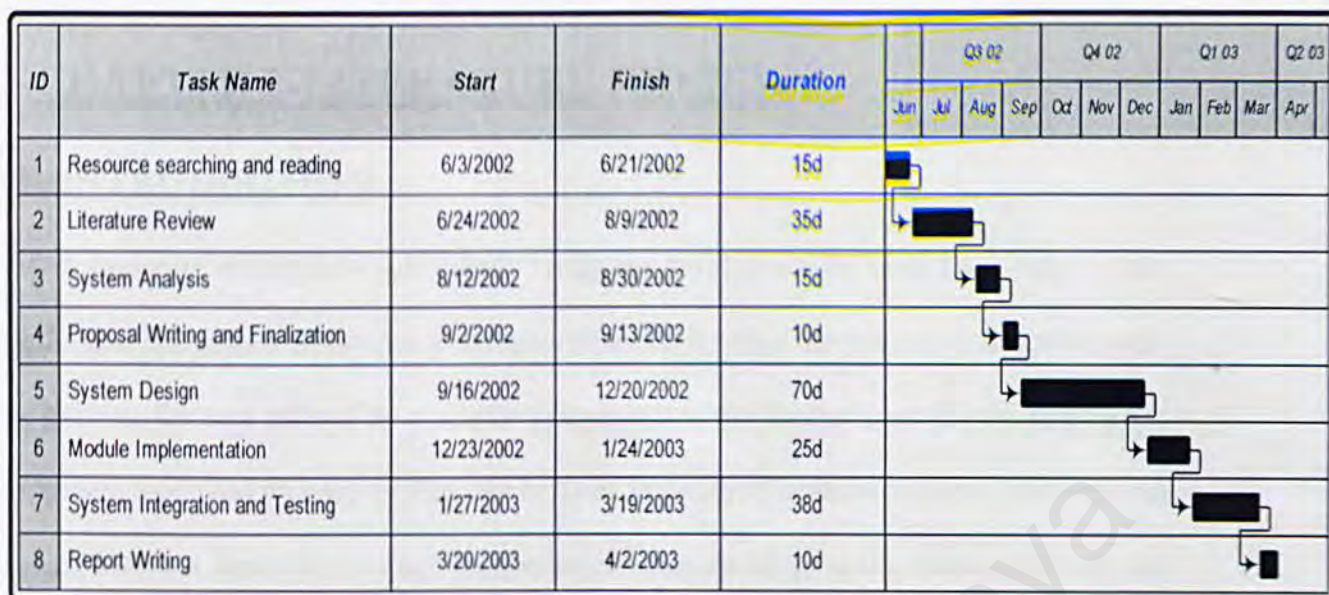 ID Task Name Start Finish Duration Q3 02 Q4 02 Q1 03 Q2 03
Jun Jul Aug Sep Oct Nov Dec Jan Feb Mar Apr
1 Resource searching and reading 6/3/2002 6/21/2002 15d
2 Literature Review 6/24/2002 8/9/2002 35d
3 System Analysis 8/12/2002 8/30/2002 15d
4 Proposal Writing and Finalization 9/2/2002 9/13/2002 10d
5 System Design 9/16/2002 12/20/2002 70d
6 Module Implementation 12/23/2002 1/24/2003 25d
7 System Integration and Testing 1/27/2003 3/19/2003 38d
8 Report Writing 3/20/2003 4/2/2003 10d